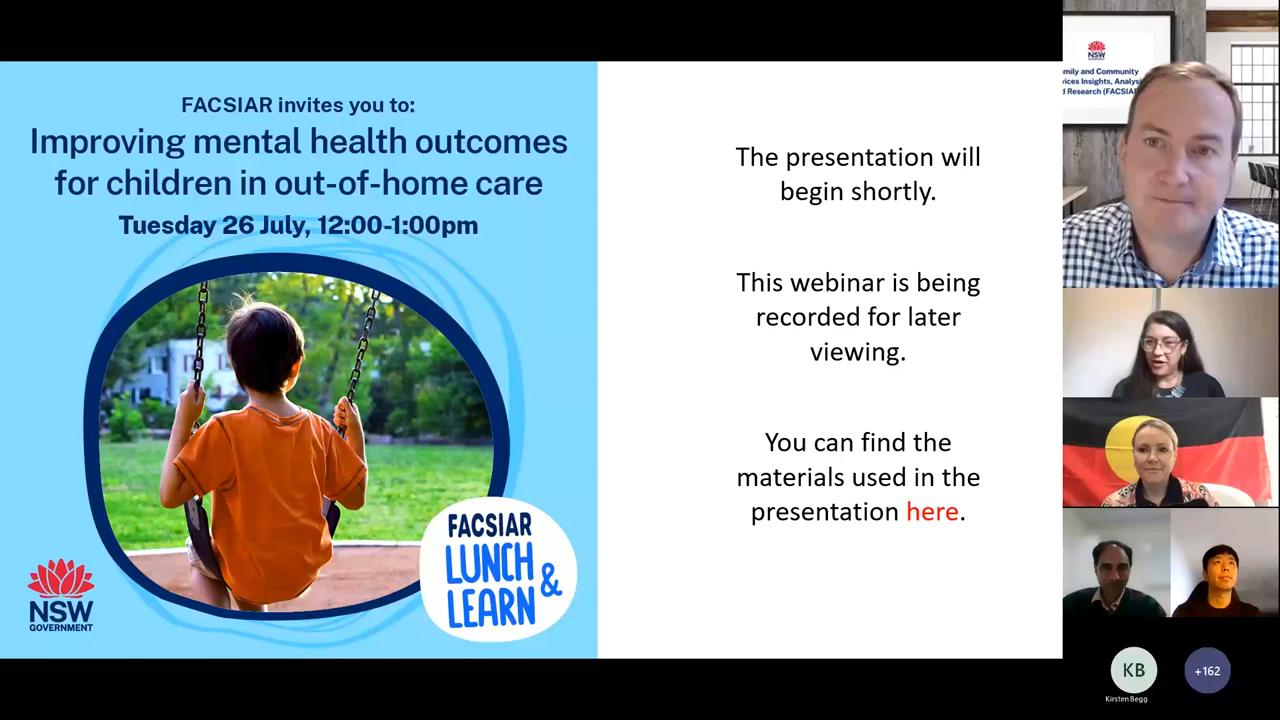 FACSIAR invites you to:
Improving mental health outcomes
for children in out-of-home care
Tuesday 26 July, 12:00-1:00pm
FACSIAR
LUNCH
&
LEARN
NSW
GOVERNMENT
The presentation will
begin shortly.
This webinar is being
recorded for later
viewing.
You can find the
materials used in the
presentation here.
NSW
mily and Community
vices Insights, Analysis
d Research (FACSIAR
KB
+162
Kirsten Begg